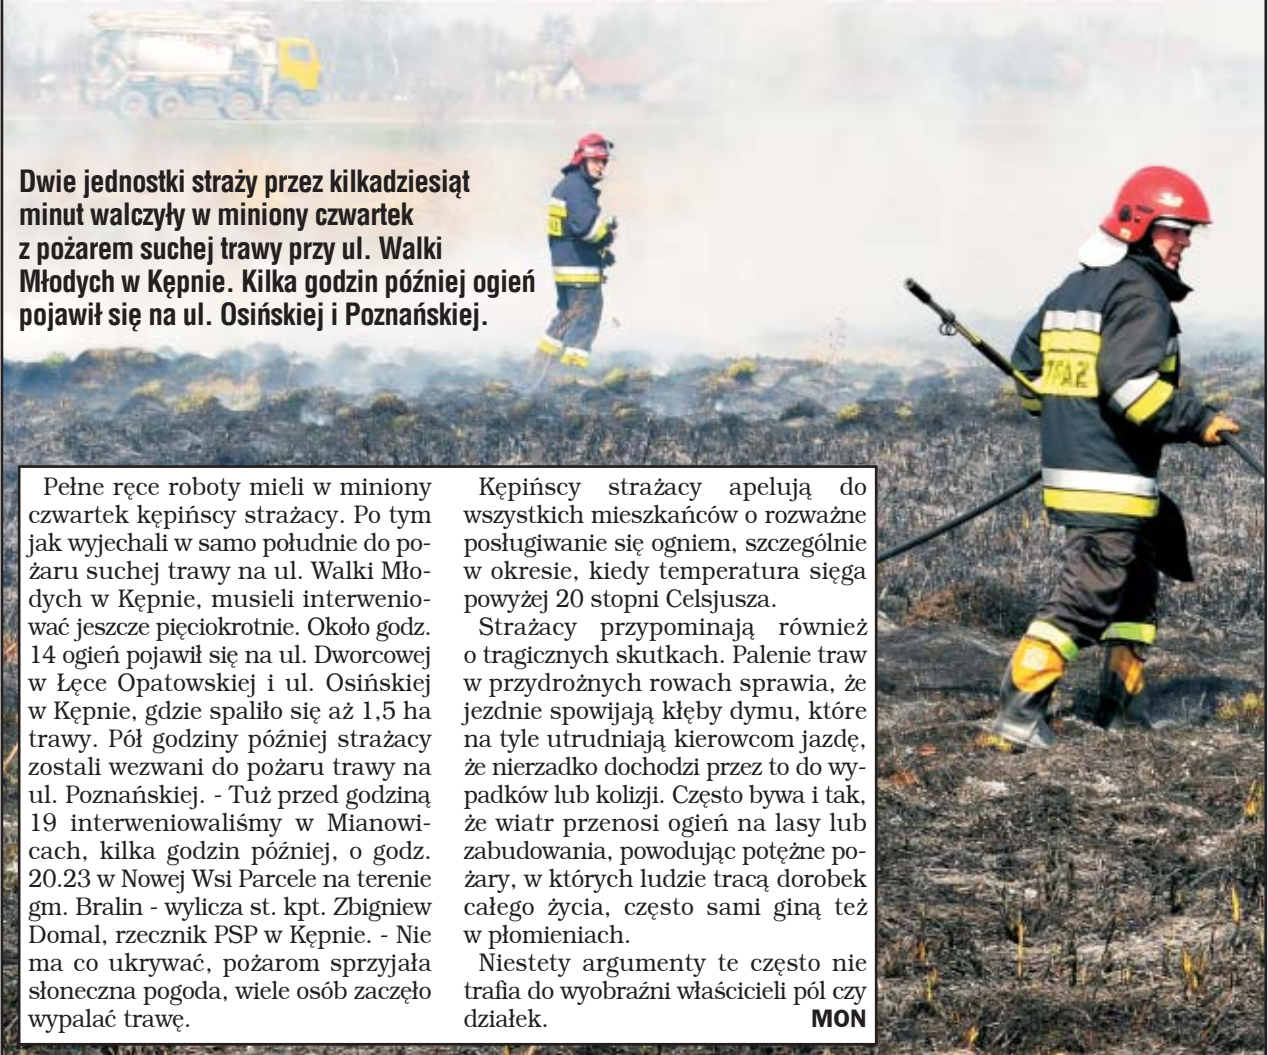 Dwie jednostki straży przez kilkadziesiąt
minut walczyły w miniony czwartek
z pożarem suchej trawy przy ul. Walki
Młodych w Kępnie. Kilka godzin później ogień
pojawił się na ul. Osińskiej i Poznańskiej.
Pełne ręce roboty mieli w miniony
czwartek kępińscy strażacy. Po tym
jak wyjechali w samo południe do po-
żaru suchej trawy na ul. Walki Mło-
dych w Kępnie, musieli interwenio-
wać jeszcze pięciokrotnie. Około godz.
14 ogień pojawił się na ul. Dworcowej
w Łęce Opatowskiej i ul. Osińskiej
w Kępnie, gdzie spaliło się aż 1,5 ha
trawy. Pół godziny później strażacy
zostali wezwani do pożaru trawy na
ul. Poznańskiej. - Tuż przed godziną
19 interweniowaliśmy w Mianowi-
cach, kilka godzin później, o godz.
20.23 w Nowej Wsi Parcele na terenie
gm. Bralin - wylicza st. kpt. Zbigniew
Domal, rzecznik PSP w Kępnie. - Nie
ma co ukrywać, pożarom sprzyjała
słoneczna pogoda, wiele osób zaczęło
wypalać trawę.
Kępińscy strażacy apelują do
wszystkich mieszkańców o rozważne
posługiwanie się ogniem, szczególnie
w okresie, kiedy temperatura sięga
powyżej 20 stopni Celsjusza.
Strażacy przypominają również
o tragicznych skutkach. Palenie traw
w przydrożnych rowach sprawia, że
jezdnie spowijają kłęby dymu, które
na tyle utrudniają kierowcom jazdę,
że nierzadko dochodzi przez to do wy-
padków lub kolizji. Często bywa i tak,
że wiatr przenosi ogień na lasy lub
zabudowania, powodując potężne po-
żary, w których ludzie tracą dorobek
całego życia, często sami giną też
w płomieniach.
Niestety argumenty te często nie
trafia do wyobraźni właścicieli pól czy
działek. MON